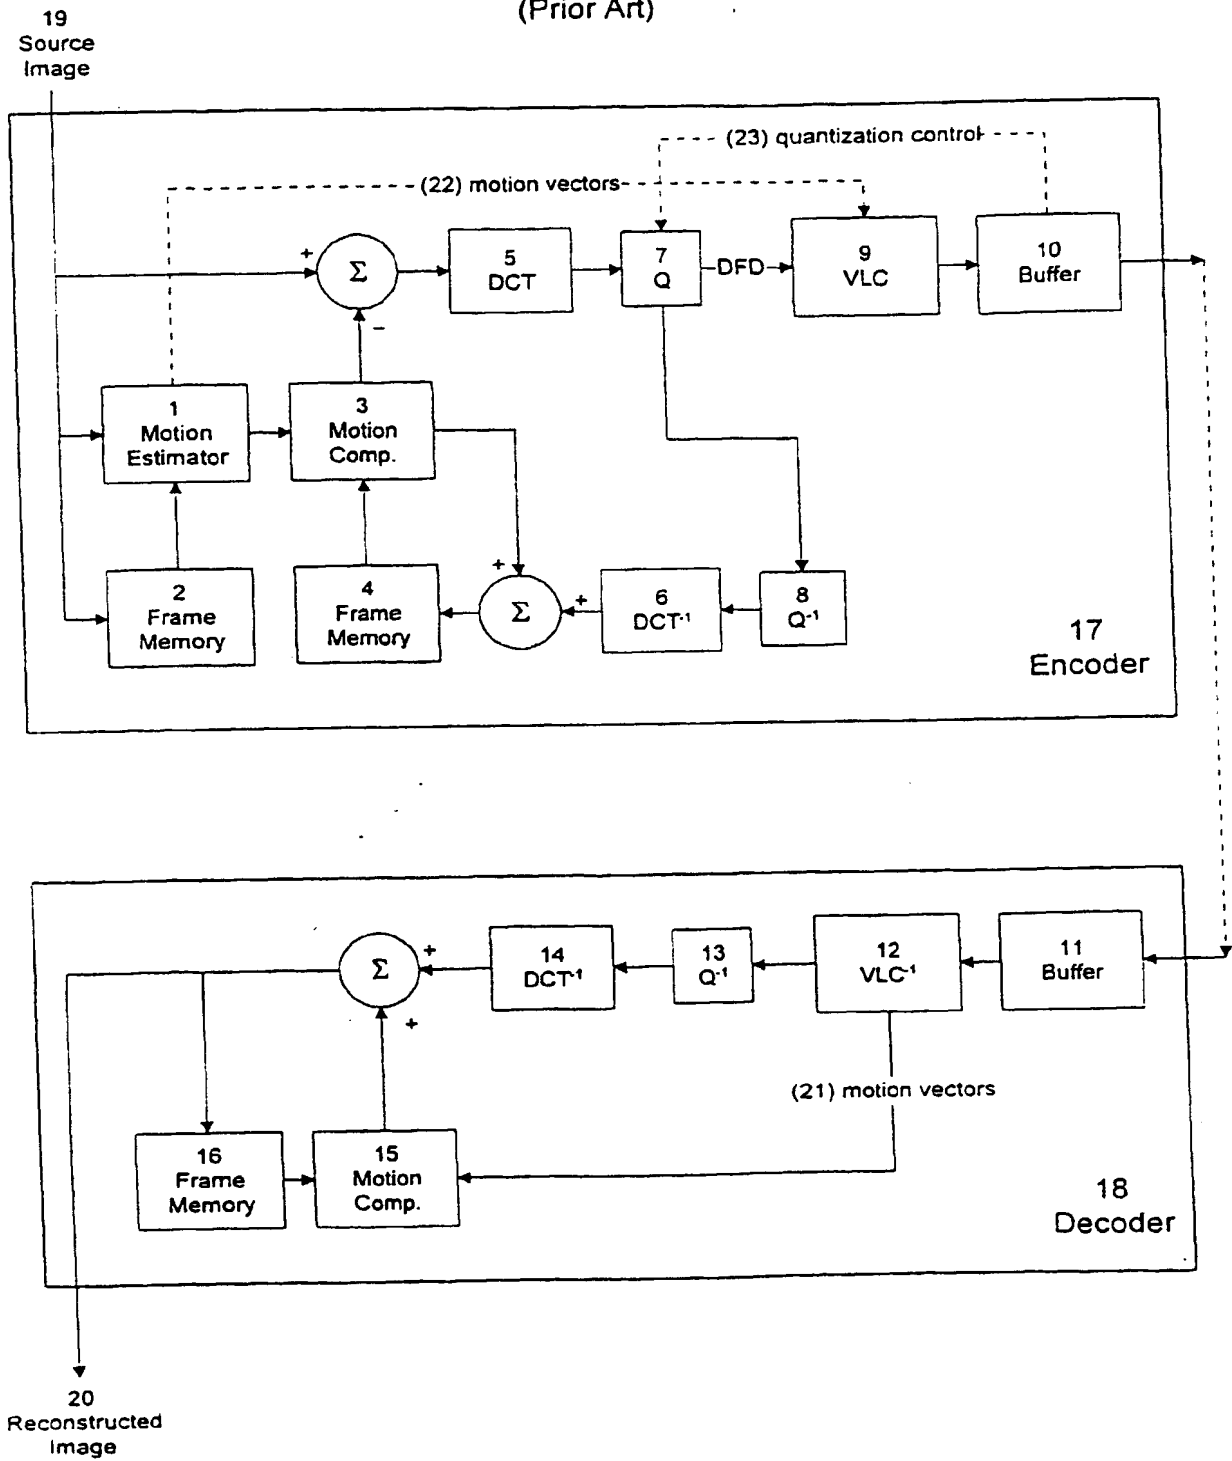 (Prior Art)
19
Source
Image
(23) quantization control
(22) motion vectors
+
Σ
5
DCT
7
Q
DFD
9
VLC
10
Buffer
−
1
Motion
Estimator
3
Motion
Comp.
2
Frame
Memory
4
Frame
Memory
+
Σ
+
6
DCT⁻¹
8
Q⁻¹
17
Encoder
Σ
+
14
DCT⁻¹
13
Q⁻¹
12
VLC⁻¹
11
Buffer
+
(21) motion vectors
16
Frame
Memory
15
Motion
Comp.
18
Decoder
20
Reconstructed
Image